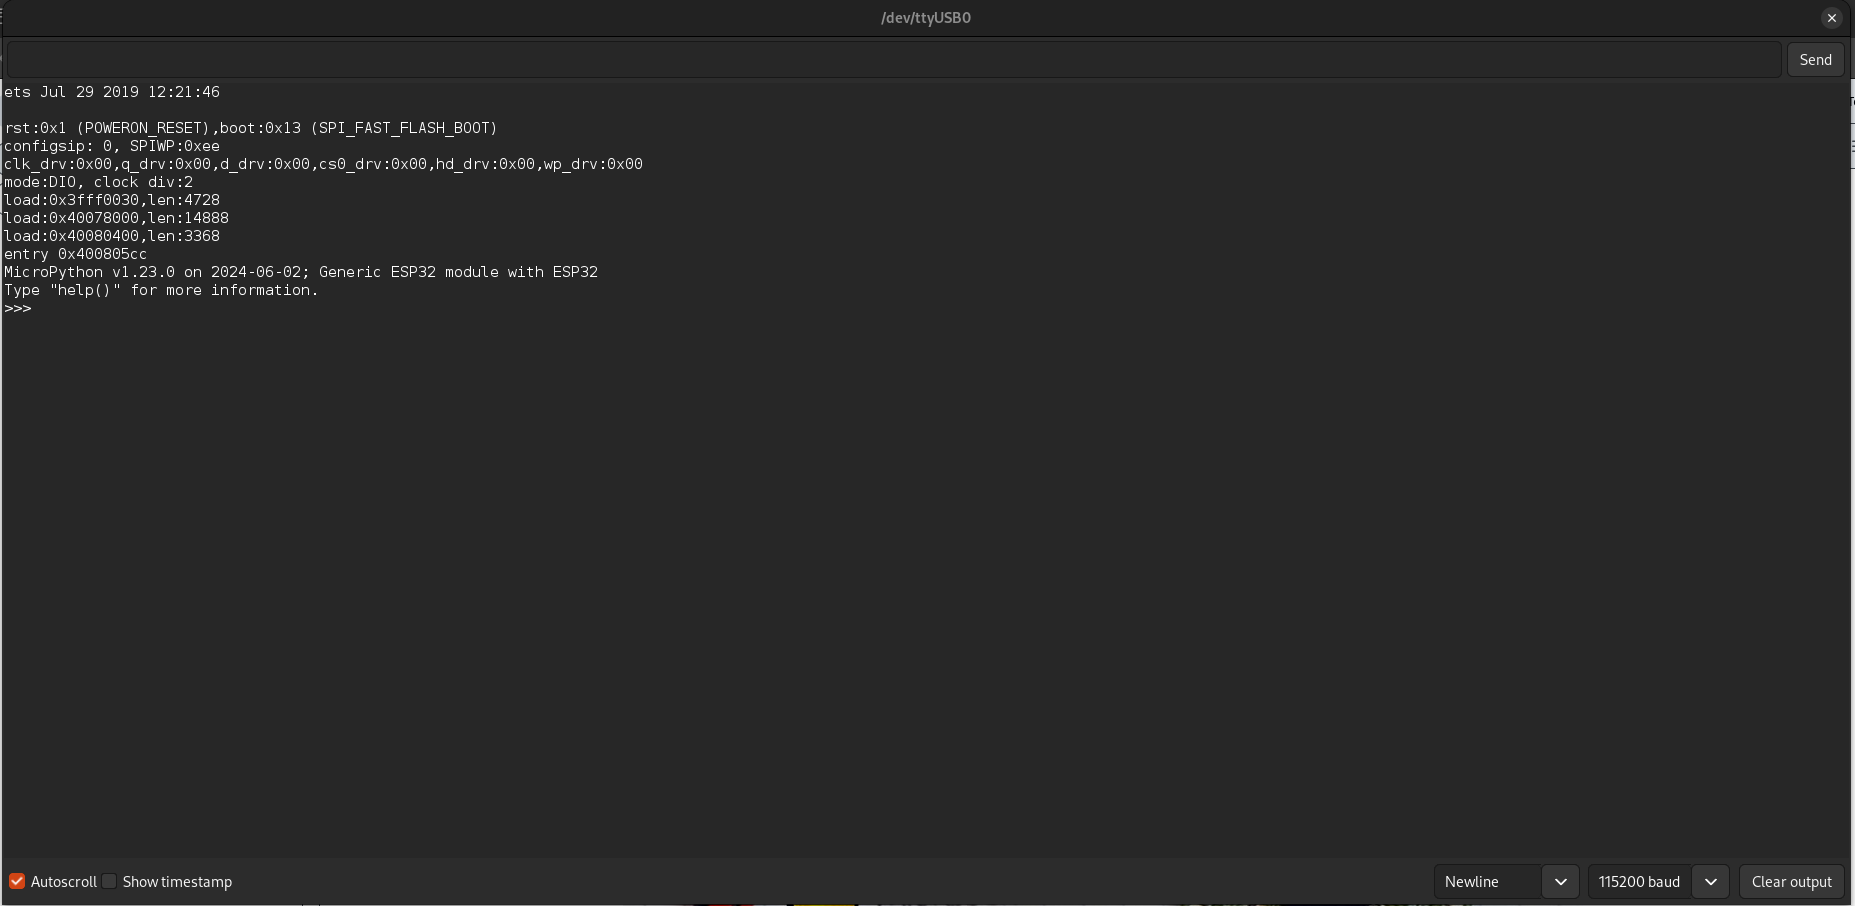 /dev/ttyUSB0
Send
ets Jul 29 2019 12:21:46
rst:0x1 (POWERON_RESET),boot:0x13 (SPI_FAST_FLASH_BOOT)
configsip: 0, SPIWP:0xee
clk_drv:0x00,q_drv:0x00,d_drv:0x00,cs0_drv:0x00,hd_drv:0x00,wp_drv:0x00
mode:DIO, clock div:2
load:0x3fff0030,len:4728
load:0x40078000,len:14888
load:0x40080400,len:3368
entry 0x400805cc
MicroPython v1.23.0 on 2024-06-02; Generic ESP32 module with ESP32
Type "help()" for more information.
>>>
Autoscroll Show timestamp Newline 115200 baud Clear output